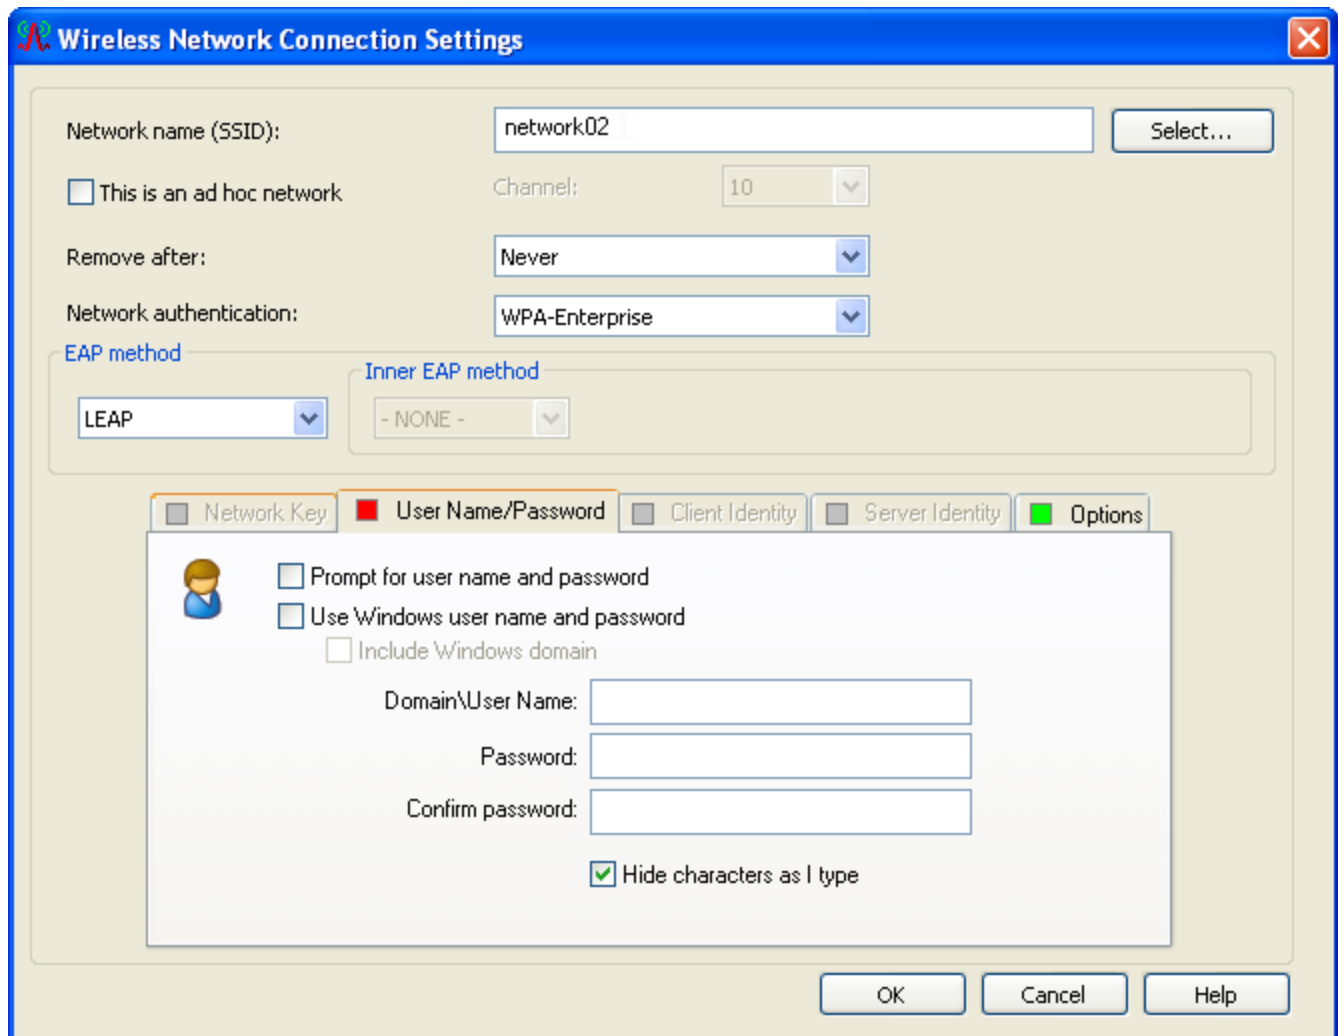 Wireless Network Connection Settings
Network name (SSID): network02 Select...
This is an ad hoc network Channel: 10
Remove after: Never
Network authentication: WPA-Enterprise
EAP method
Inner EAP method
LEAP - NONE -
Network Key User Name/Password Client Identity Server Identity Options
Prompt for user name and password
Use Windows user name and password
Include Windows domain
Domain\User Name:
Password:
Confirm password:
Hide characters as I type
OK Cancel Help